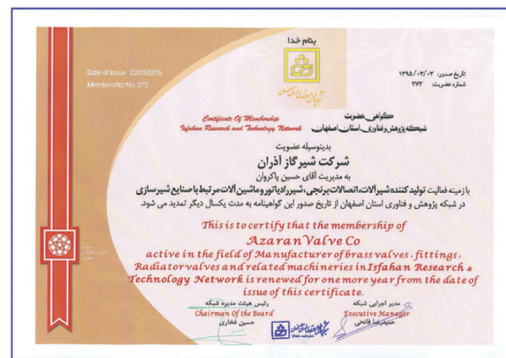 بنام خدا
Date of Issue: 22/05/2016
Membership No: 273
تاریخ صدور: ۱۳۹۵/۰۳/۰۲
شماره عضویت: ۲۷۳
Certificate Of Membership
Isfahan Research and Technology Network
گواهی عضویت
شبکه پژوهش و فناوری استان اصفهان
بدینوسیله عضویت
شرکت شیر گاز آذران
به مدیریت آقای حسین پاکروان
با زمینه فعالیت تولید کننده شیرآلات، اتصالات برنجی، شیر رادیاتور و ماشین آلات مرتبط با صنایع شیرسازی
در شبکه پژوهش و فناوری استان اصفهان از تاریخ صدور این گواهینامه به مدت یکسال دیگر تمدید می شود.
This is to certify that the membership of
Azaran Valve Co
active in the field of Manufacturer of brass valves, fittings,
Radiator valves and related machineries in Isfahan Research &
Technology Network is renewed for one more year from the date of
issue of this certificate.
رئیس هیئت مدیره شبکه
Chairman Of the Board
حسین غفاری
مدیر اجرایی شبکه
Executive Manager
حمیدرضا فاتحی